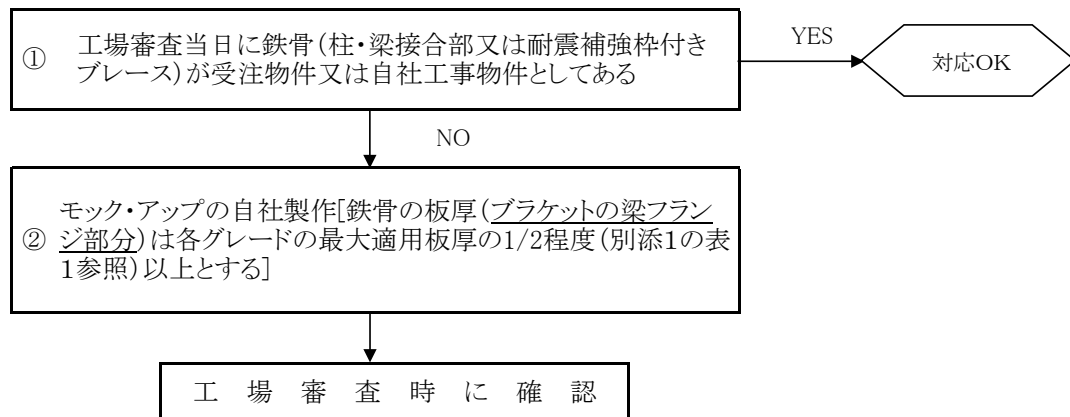 工場審査当日に鉄骨(柱・梁接合部又は耐震補強枠付き
① ブレース)が受注物件又は自社工事物件としてある
YES
対応OK
NO
モック・アップの自社製作[鉄骨の板厚(ブラケットの梁フラン
② ジ部分)は各グレードの最大適用板厚の1/2程度(別添1の表
1参照)以上とする]
工場審査時に確認